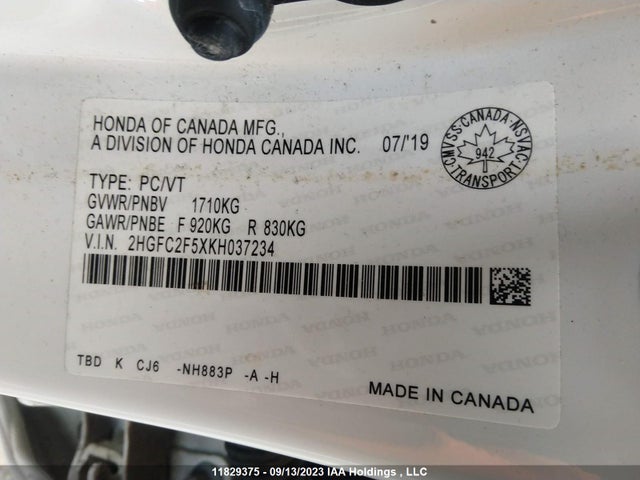 HONDA OF CANADA MFG.,
A DIVISION OF HONDA CANADA INC. 07/'19
CMVSS·CANADA·NSVAC
942
TRANSPORT
TYPE: PC/VT
GVWR/PNBV 1710KG
GAWR/PNBE F 920KG R 830KG
V.I.N. 2HGFC2F5XKH037234
TBD K CJ6 -NH883P -A -H
MADE IN CANADA
11829375 - 09/13/2023 IAA Holdings , LLC